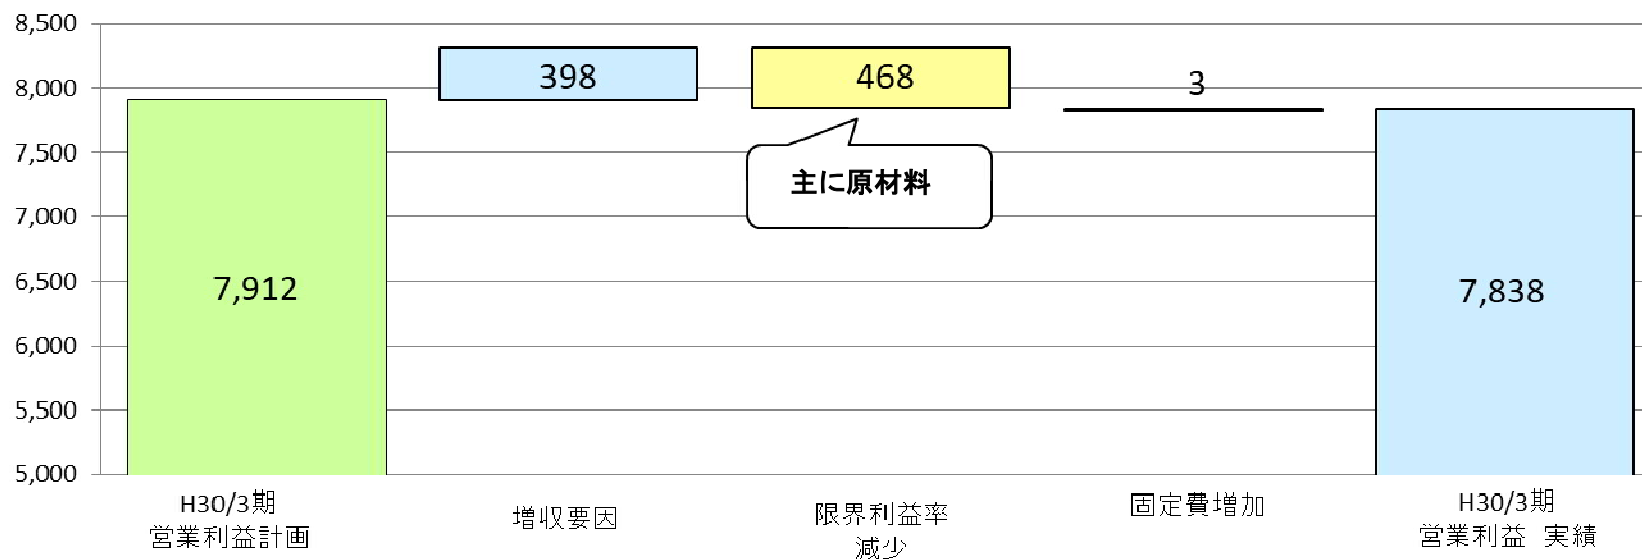 8,500
8,000
7,500
7,000
6,500
6,000
5,500
5,000
7,912
398
468
3
7,838
主に原材料
H30/3期
営業利益計画
増収要因
限界利益率
減少
固定費増加
H30/3期
営業利益 実績